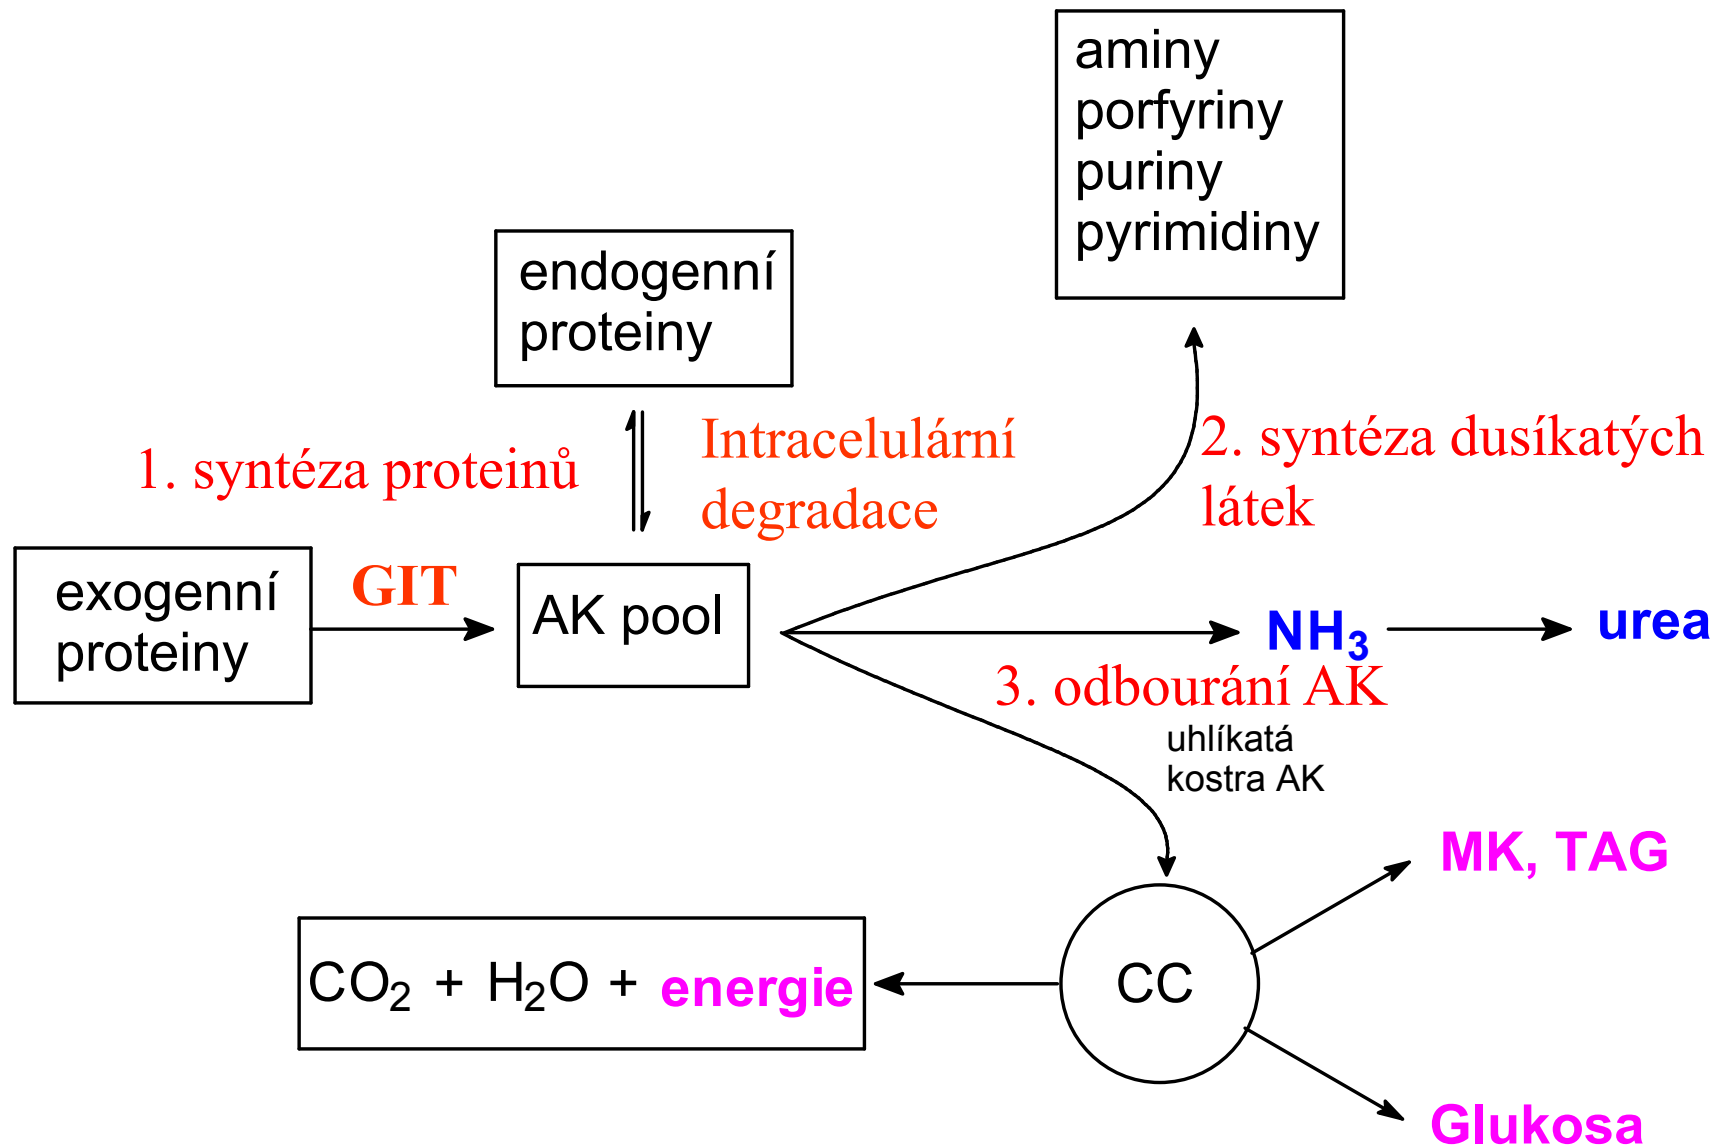 aminy
porfyriny
puriny
pyrimidiny
endogenní
proteiny
1. syntéza proteinů
Intracelulární
degradace
2. syntéza dusíkatých
látek
exogenní
proteiny
GIT
AK pool
NH₃
urea
3. odbourání AK
uhlíkatá
kostra AK
MK, TAG
CO₂ + H₂O + energie
CC
Glukosa